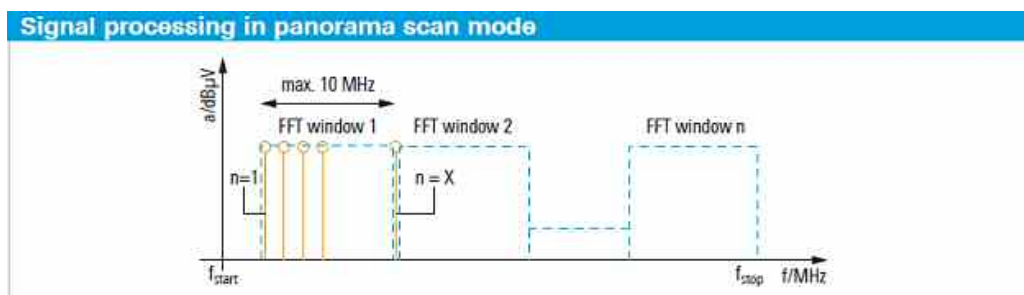 Signal processing in panorama scan mode
a/dBµV
max. 10 MHz
FFT window 1
FFT window 2
FFT window n
n=1
n = X
fstart
fstop
f/MHz